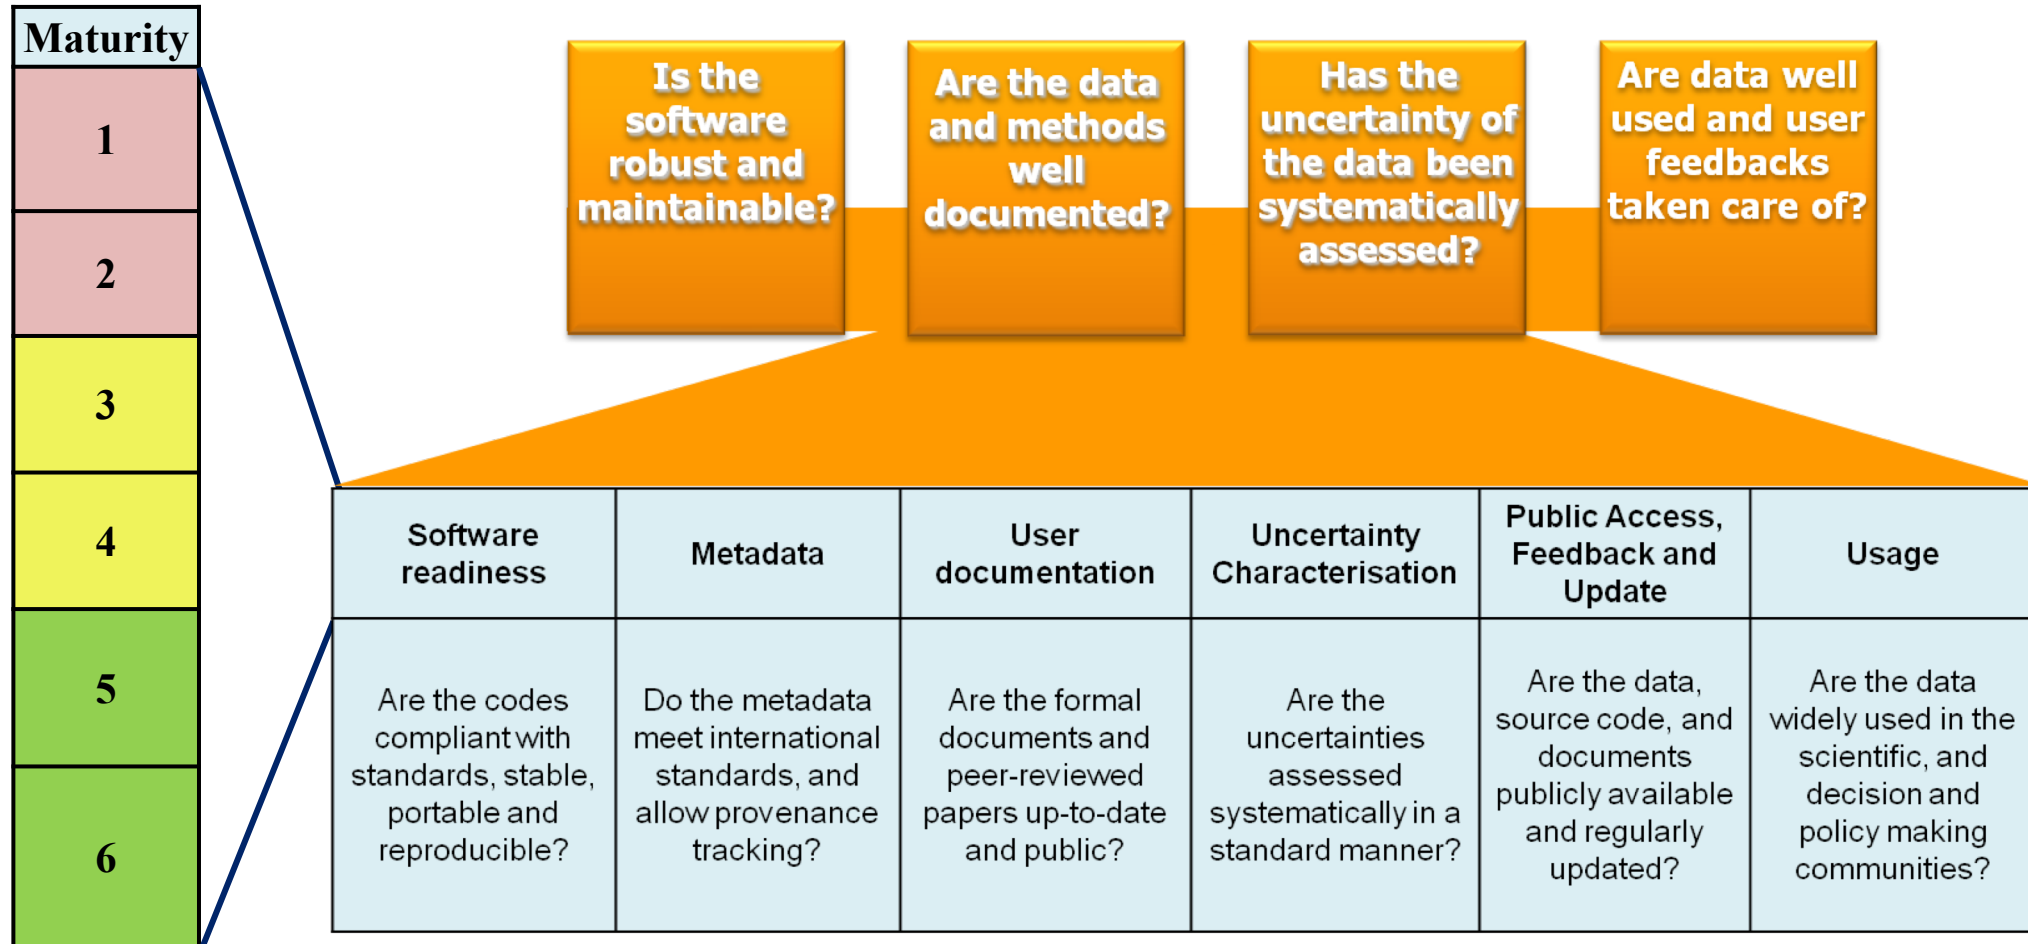 Maturity
1
2
3
4
5
6
Is the
software
robust and
maintainable?
Are the data
and methods
well
documented?
Has the
uncertainty of
the data been
systematically
assessed?
Are data well
used and user
feedbacks
taken care of?
Software
readiness
Metadata
User
documentation
Uncertainty
Characterisation
Public Access,
Feedback and
Update
Usage
Are the codes
compliant with
standards, stable,
portable and
reproducible?
Do the metadata
meet international
standards, and
allow provenance
tracking?
Are the formal
documents and
peer-reviewed
papers up-to-date
and public?
Are the
uncertainties
assessed
systematically in a
standard manner?
Are the data,
source code, and
documents
publicly available
and regularly
updated?
Are the data
widely used in the
scientific, and
decision and
policy making
communities?